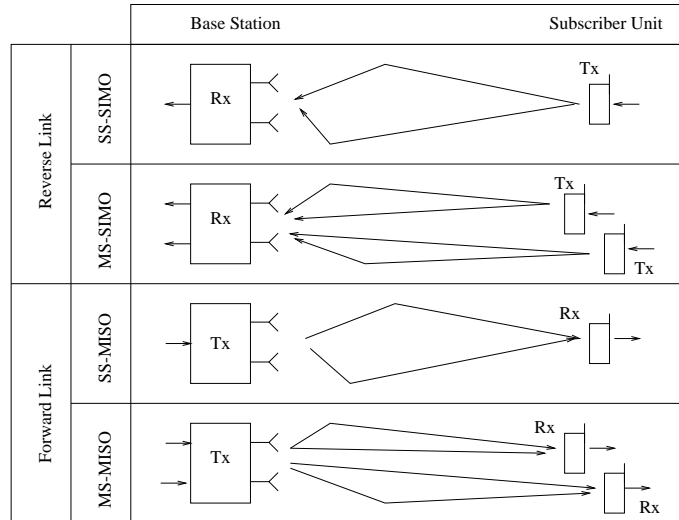 Base Station
Subscriber Unit
Reverse Link
SS-SIMO
Rx
Tx
MS-SIMO
Rx
Tx
Tx
Forward Link
SS-MISO
Tx
Rx
MS-MISO
Tx
Rx
Rx